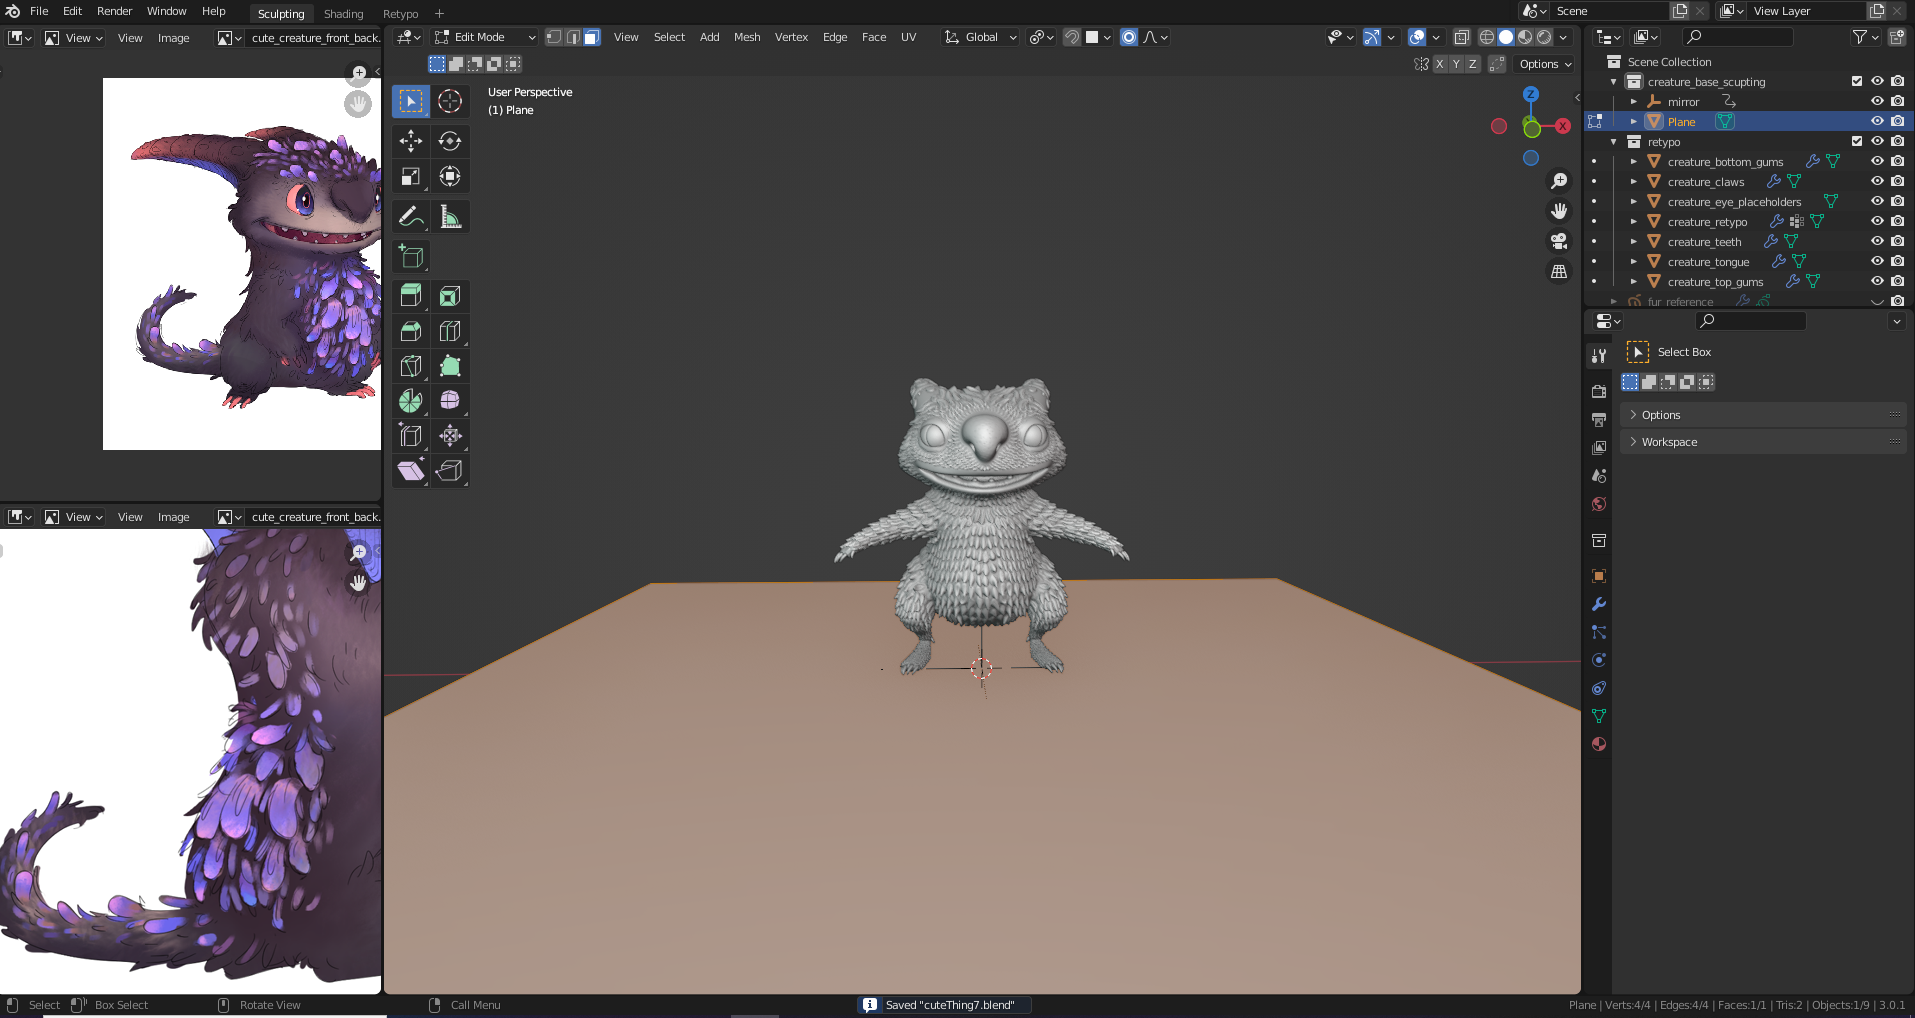 File Edit Render Window Help Sculpting Shading Retypo + Scene View Layer
View View Image cute_creature_front_back.
Edit Mode View Select Add Mesh Vertex Edge Face UV Global
X Y Z Options
User Perspective
(1) Plane
Z
X
Scene Collection
creature_base_scupting
mirror
Plane
retypo
creature_bottom_gums
creature_claws
creature_eye_placeholders
creature_retypo
creature_teeth
creature_tongue
creature_top_gums
fur_reference
Select Box
Options
Workspace
View View Image cute_creature_front_back.
Select Box Select Rotate View Call Menu
Saved "cuteThing7.blend"
Plane | Verts:4/4 | Edges:4/4 | Faces:1/1 | Tris:2 | Objects:1/9 | 3.0.1